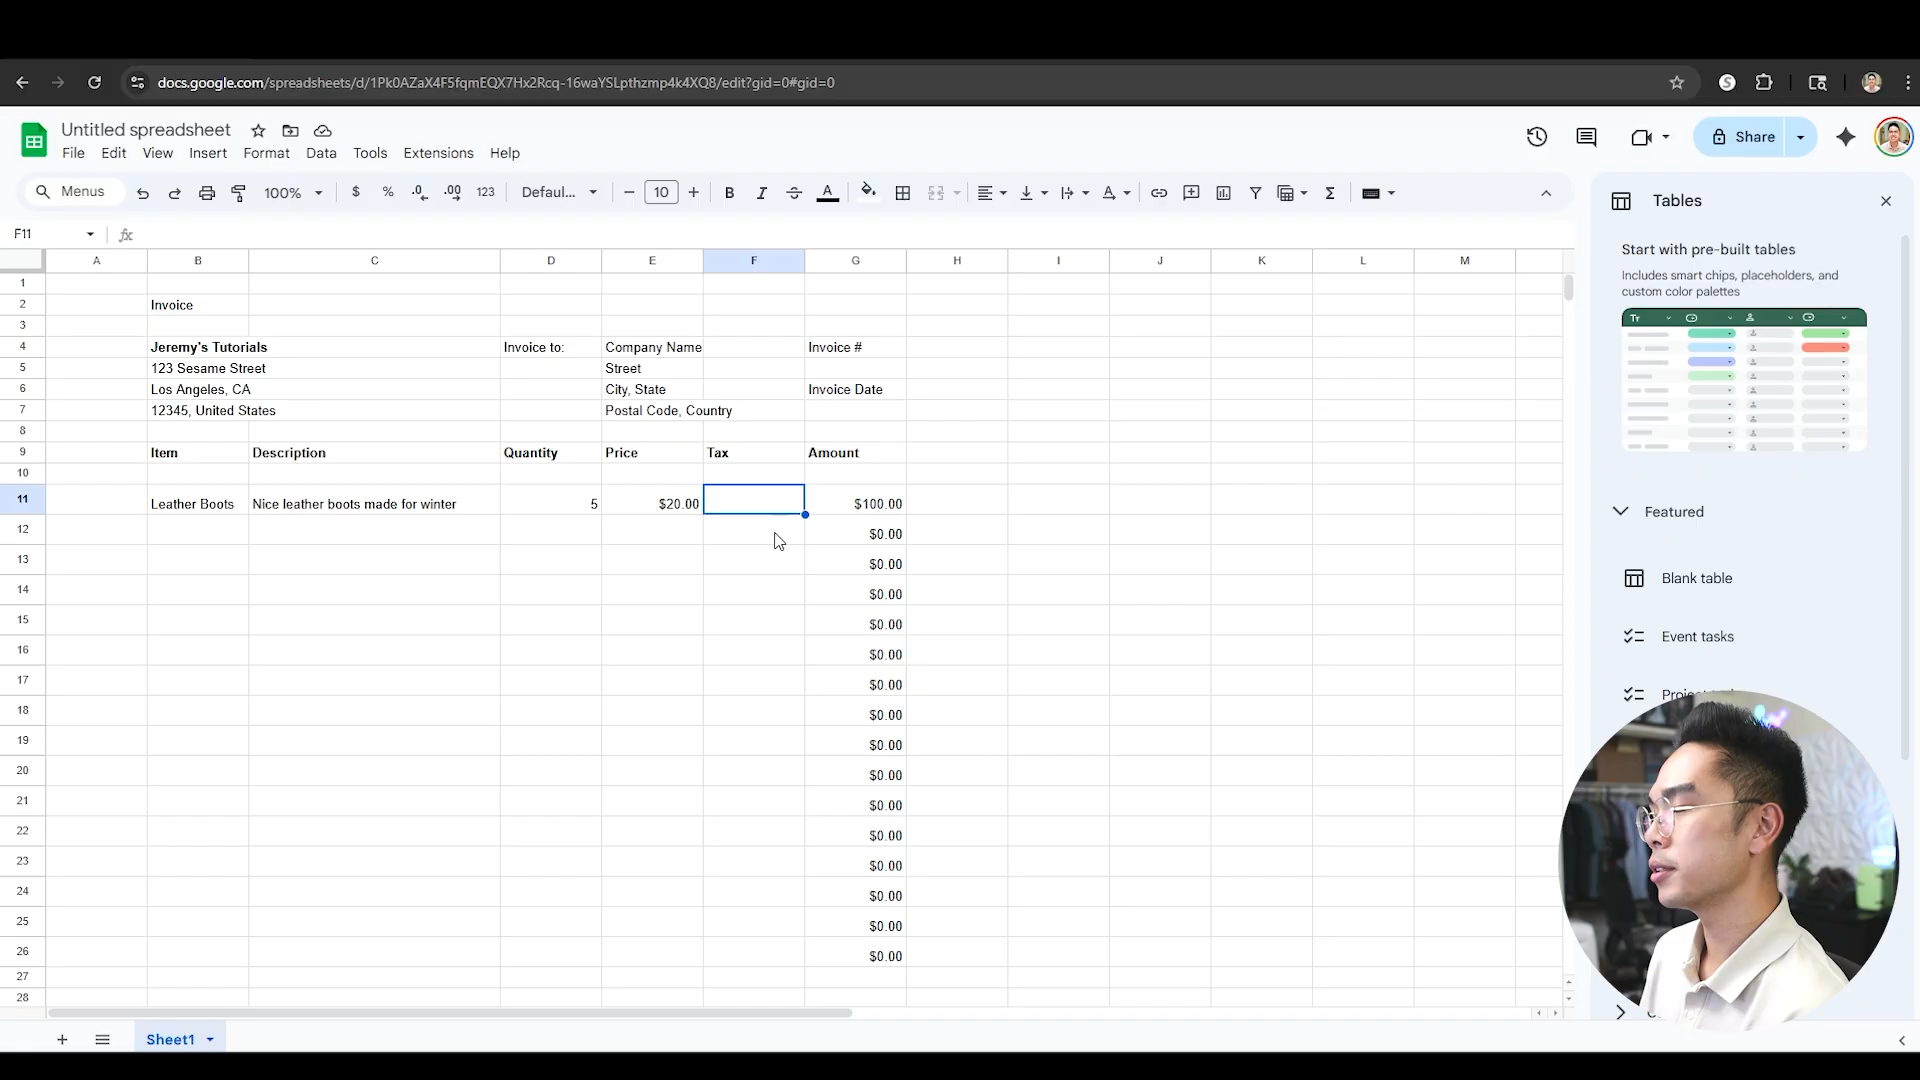 docs.google.com/spreadsheets/d/1Pk0AZaX4F5fqmEQX7Hx2Rcq-16waYSLpthzmp4k4XQ8/edit?gid=0#gid=0
Untitled spreadsheet
File Edit View Insert Format Data Tools Extensions Help
Share
Menus 100% $ % .0 .00 123 Defaul... 10 B I A
F11
fx
A B C D E F G H I J K L M
1
2 Invoice
3
4 Jeremy's Tutorials Invoice to: Company Name Invoice #
5 123 Sesame Street Street
6 Los Angeles, CA City, State Invoice Date
7 12345, United States Postal Code, Country
8
9 Item Description Quantity Price Tax Amount
10
11 Leather Boots Nice leather boots made for winter 5 $20.00 $100.00
12 $0.00
13 $0.00
14 $0.00
15 $0.00
16 $0.00
17 $0.00
18 $0.00
19 $0.00
20 $0.00
21 $0.00
22 $0.00
23 $0.00
24 $0.00
25 $0.00
26 $0.00
27
28
Sheet1
Tables
Start with pre-built tables
Includes smart chips, placeholders, and
custom color palettes
Tт
Featured
Blank table
Event tasks